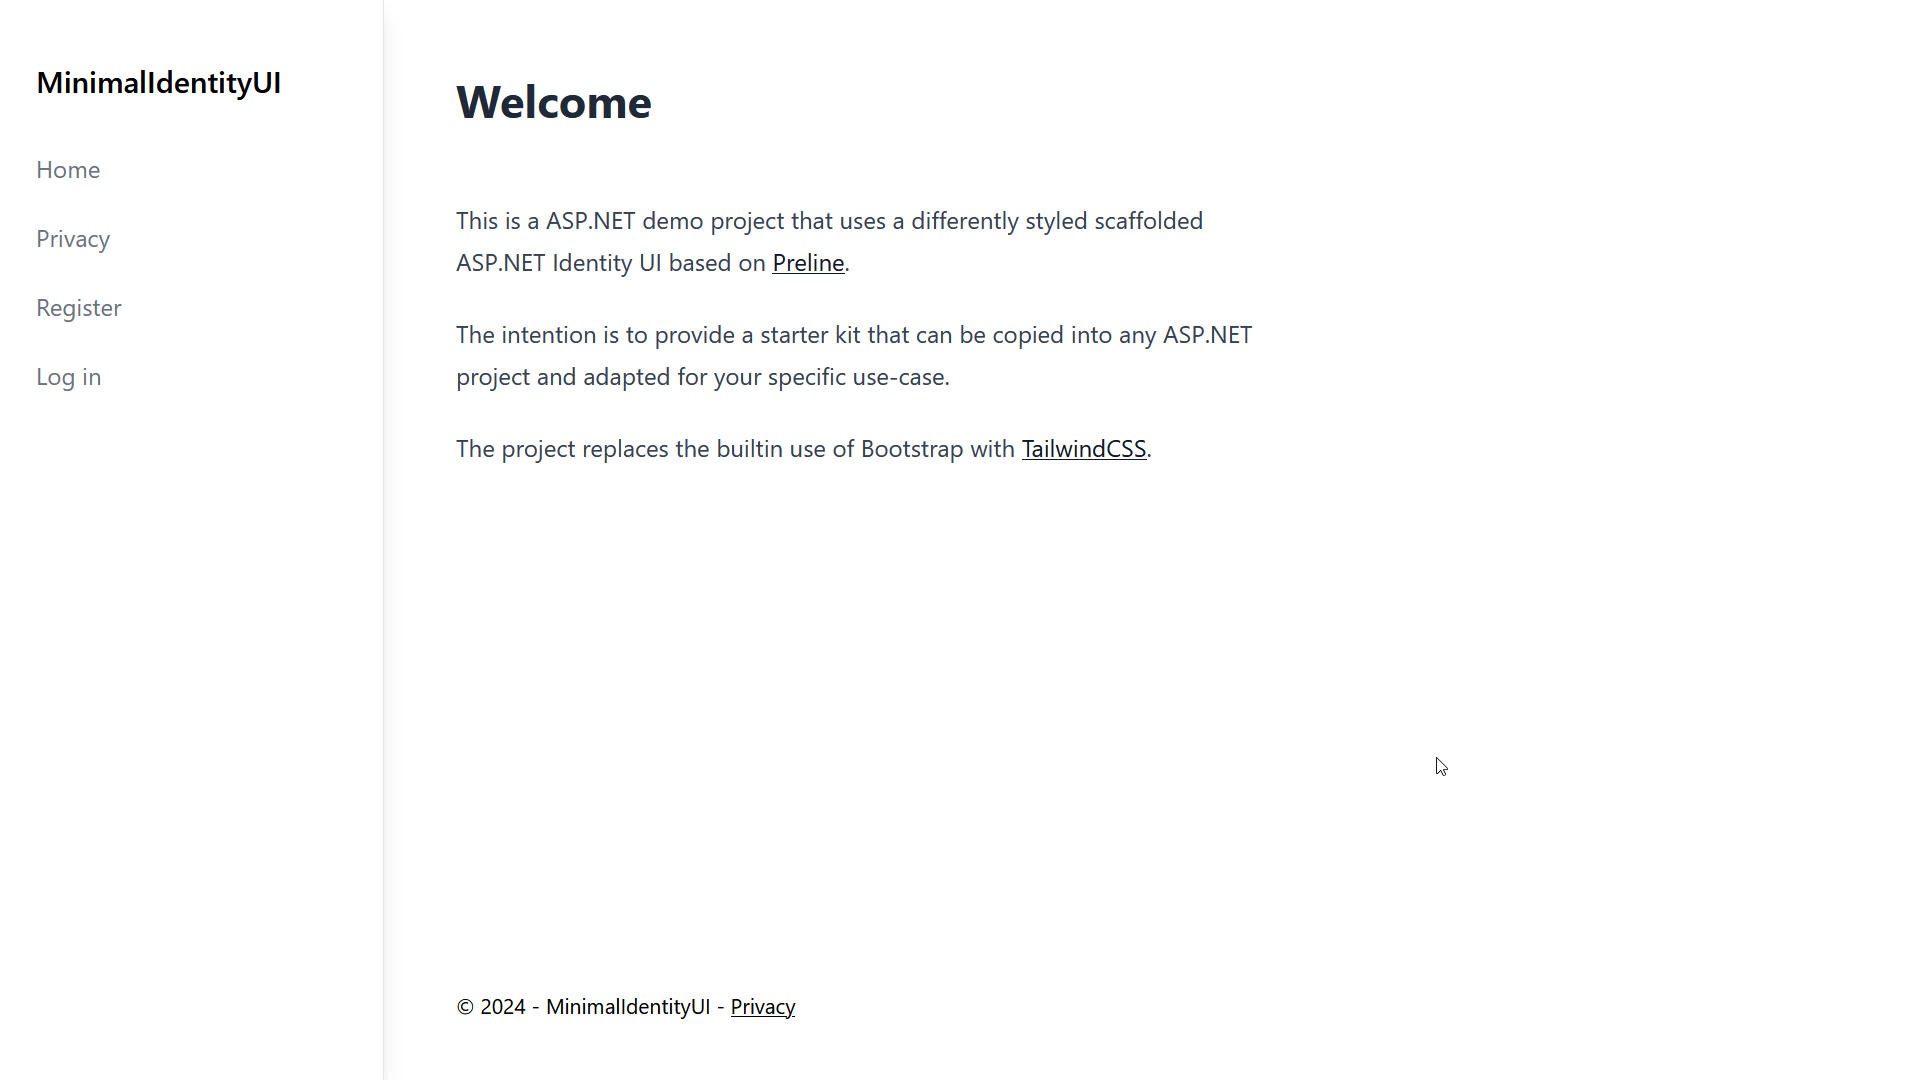 MinimalIdentityUI
Home
Privacy
Register
Log in
Welcome
This is a ASP.NET demo project that uses a differently styled scaffolded
ASP.NET Identity UI based on Preline.
The intention is to provide a starter kit that can be copied into any ASP.NET
project and adapted for your specific use-case.
The project replaces the builtin use of Bootstrap with TailwindCSS.
© 2024 - MinimalIdentityUI - Privacy